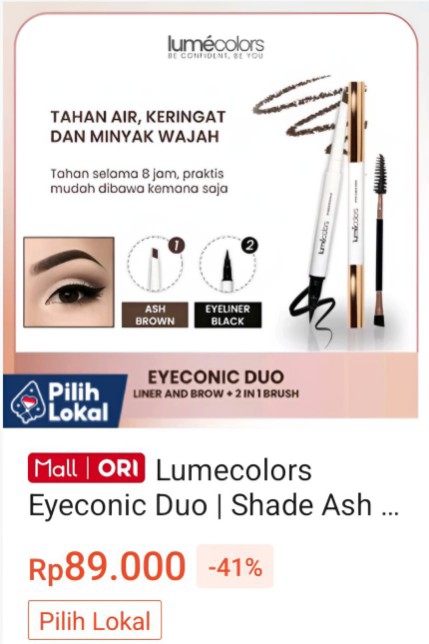 lumécolors
BE CONFIDENT, BE YOU
TAHAN AIR, KERINGAT
DAN MINYAK WAJAH
Tahan selama 8 jam, praktis
mudah dibawa kemana saja
1
2
ASH
BROWN
EYELINER
BLACK
lumécolors
lumécolors
EYECONIC DUO
LINER AND BROW + 2 IN 1 BRUSH
Pilih
Lokal
Mall | ORI Lumecolors
Eyeconic Duo | Shade Ash ...
Rp89.000 -41%
Pilih Lokal